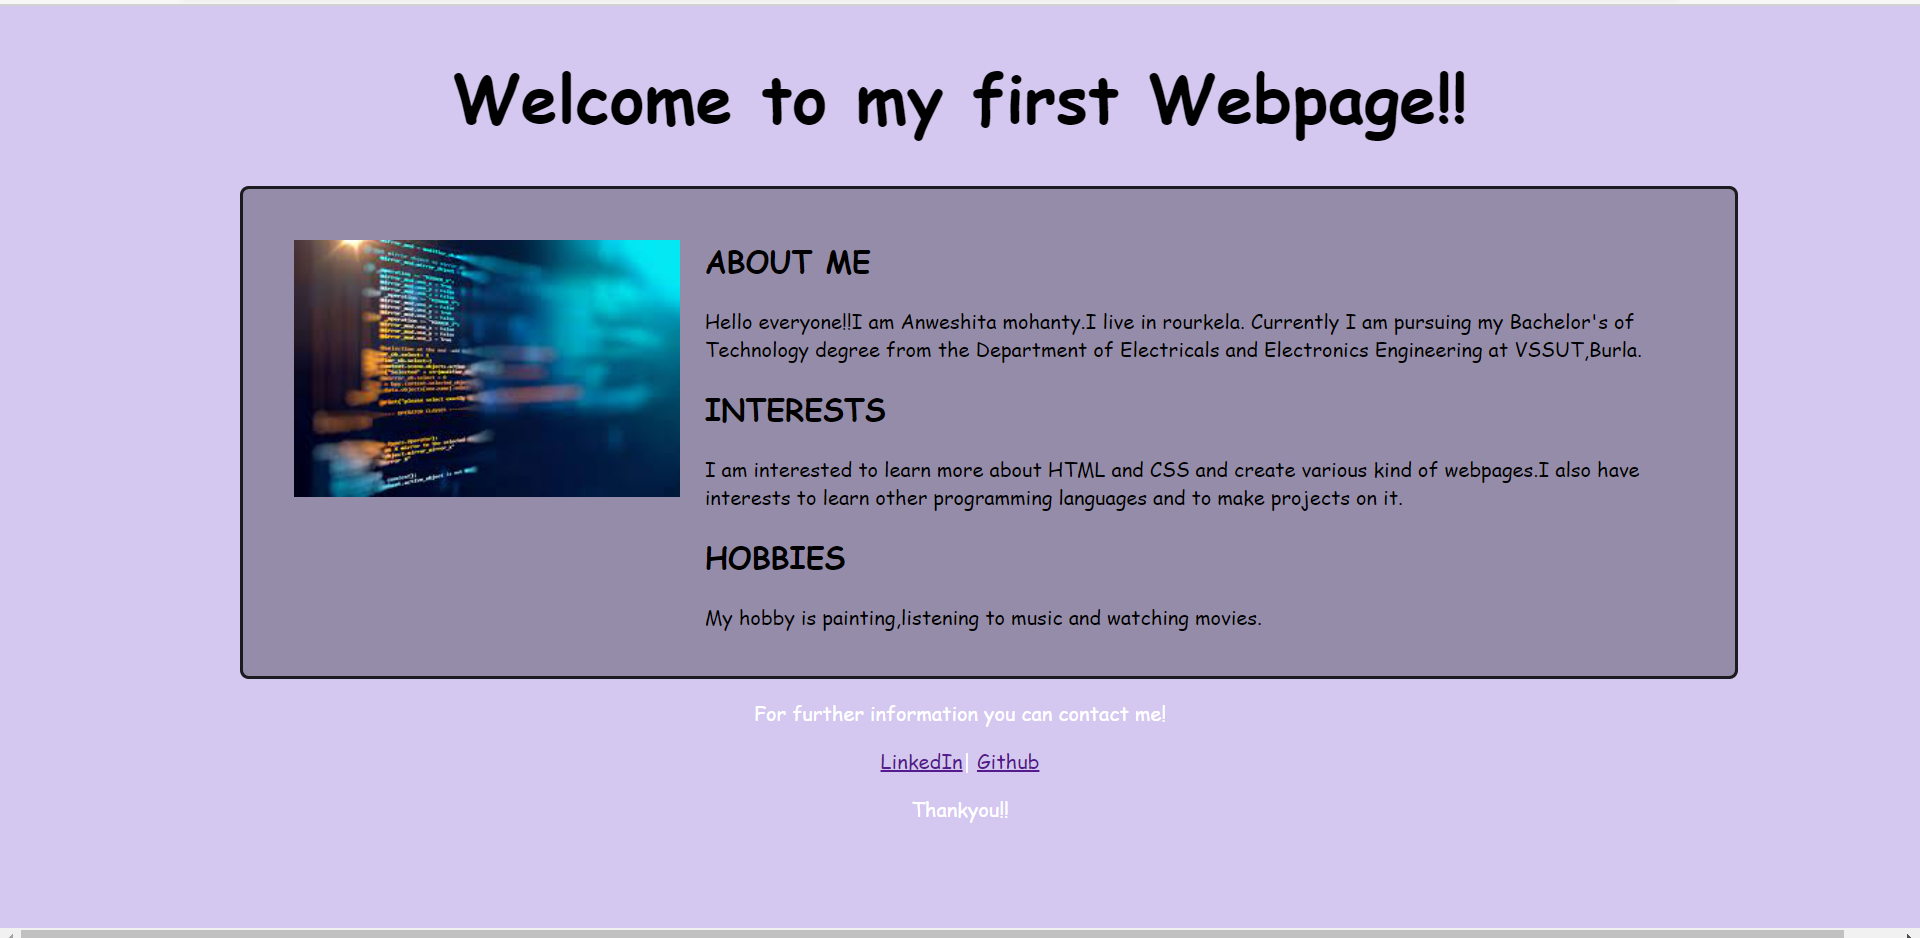 Welcome to my first Webpage!!
ABOUT ME
Hello everyone!!I am Anweshita mohanty.I live in rourkela. Currently I am pursuing my Bachelor's of
Technology degree from the Department of Electricals and Electronics Engineering at VSSUT,Burla.
INTERESTS
I am interested to learn more about HTML and CSS and create various kind of webpages.I also have
interests to learn other programming languages and to make projects on it.
HOBBIES
My hobby is painting,listening to music and watching movies.
For further information you can contact me!
LinkedIn| Github
Thankyou!!